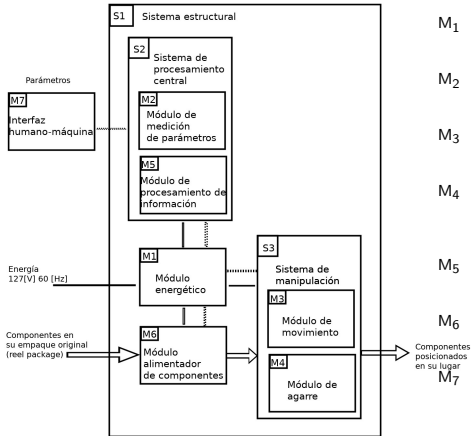 S1
Sistema estructural
M1
S2
Sistema de
procesamiento
central
Parámetros
M2
M7
Interfaz
humano-máquina
M2
Módulo de
medición
de parámetros
M3
M5
Módulo de
procesamiento de
información
M4
M1
Módulo
energético
S3
Sistema de
manipulación
M5
Energía
127[V] 60 [Hz]
M3
Módulo de
movimiento
M6
Componentes en
su empaque original
(reel package)
M6
Módulo
alimentador
de componentes
M4
Módulo de
agarre
Componentes
posicionados
en su lugar
M7